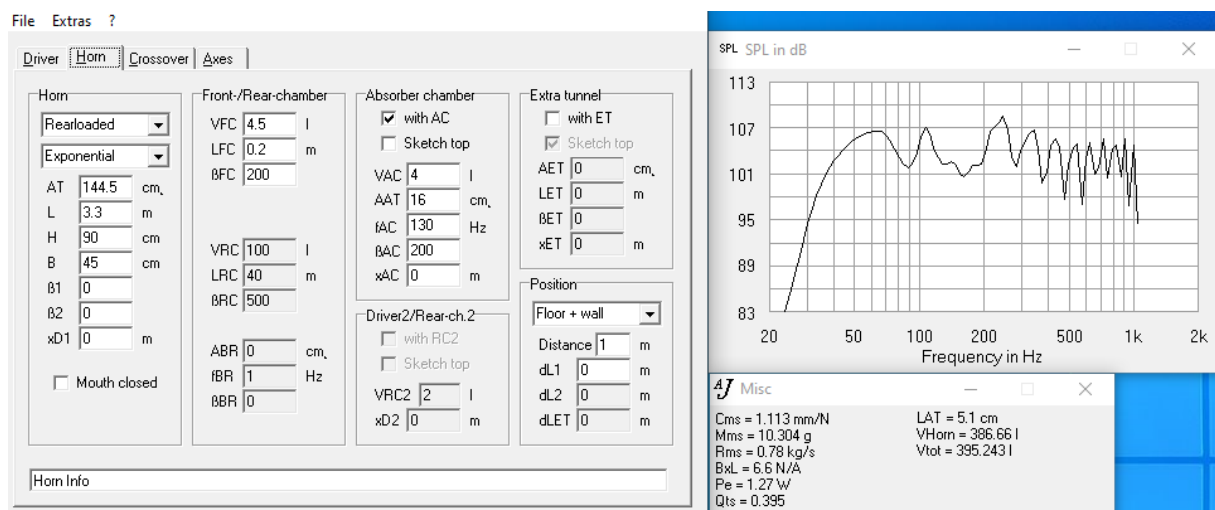 File Extras ?
Driver Horn Crossover Axes
Horn
Rearloaded
Exponential
AT 144.5 cm²
L 3.3 m
H 90 cm
B 45 cm
ß1 0
ß2 0
xD1 0 m
Mouth closed
Front-/Rear-chamber
VFC 4.5 l
LFC 0.2 m
ßFC 200
VRC 100 l
LRC 40 m
ßRC 500
ABR 0 cm²
fBR 1 Hz
ßBR 0
Absorber chamber
with AC
Sketch top
VAC 4 l
AAT 16 cm²
fAC 130 Hz
ßAC 200
xAC 0 m
Driver2/Rear-ch.2
with RC2
Sketch top
VRC2 2 l
xD2 0 m
Extra tunnel
with ET
Sketch top
AET 0 cm²
LET 0 m
ßET 0
xET 0 m
Position
Floor + wall
Distance 1 m
dL1 0 m
dL2 0 m
dLET 0 m
Horn Info
SPL SPL in dB
113
107
101
95
89
83
20 50 100 200 500 1k 2k
Frequency in Hz
AJ Misc
Cms = 1.113 mm/N
Mms = 10.304 g
Rms = 0.78 kg/s
BxL = 6.6 N/A
Pe = 1.27 W
Qts = 0.395
LAT = 5.1 cm
VHorn = 386.66 l
Vtot = 395.243 l